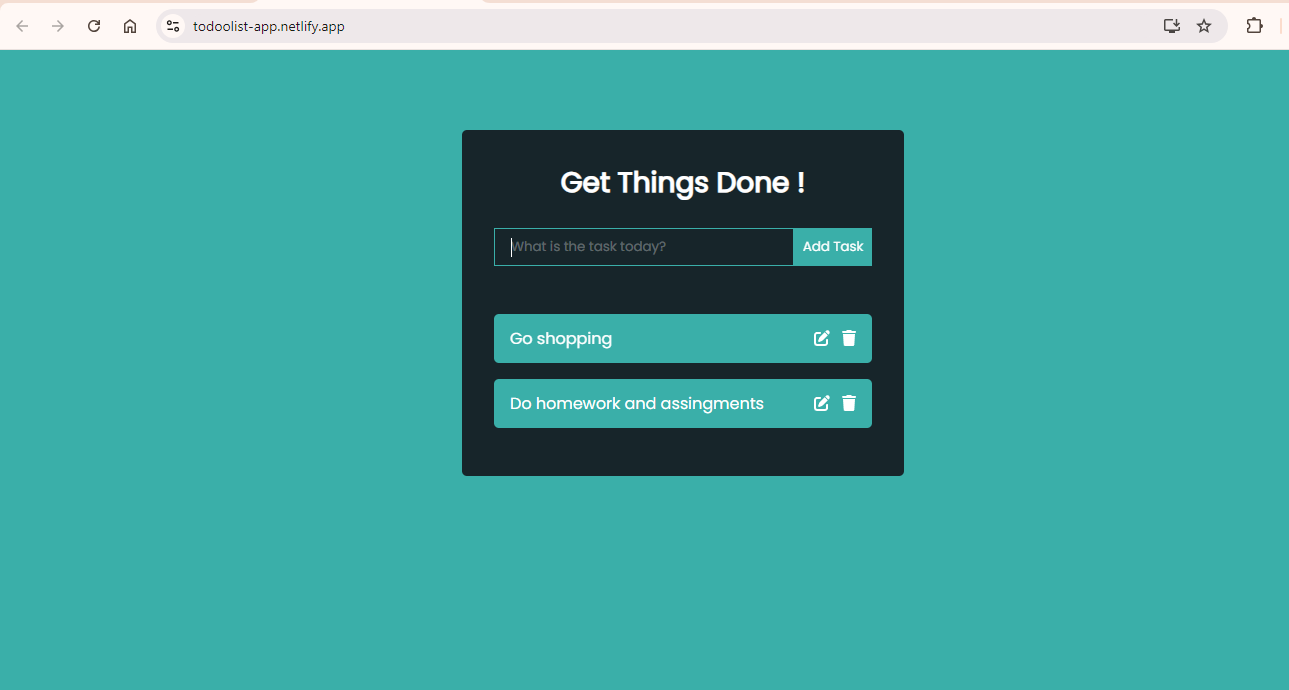 todoolist-app.netlify.app
Get Things Done !
What is the task today?
Add Task
Go shopping
Do homework and assingments